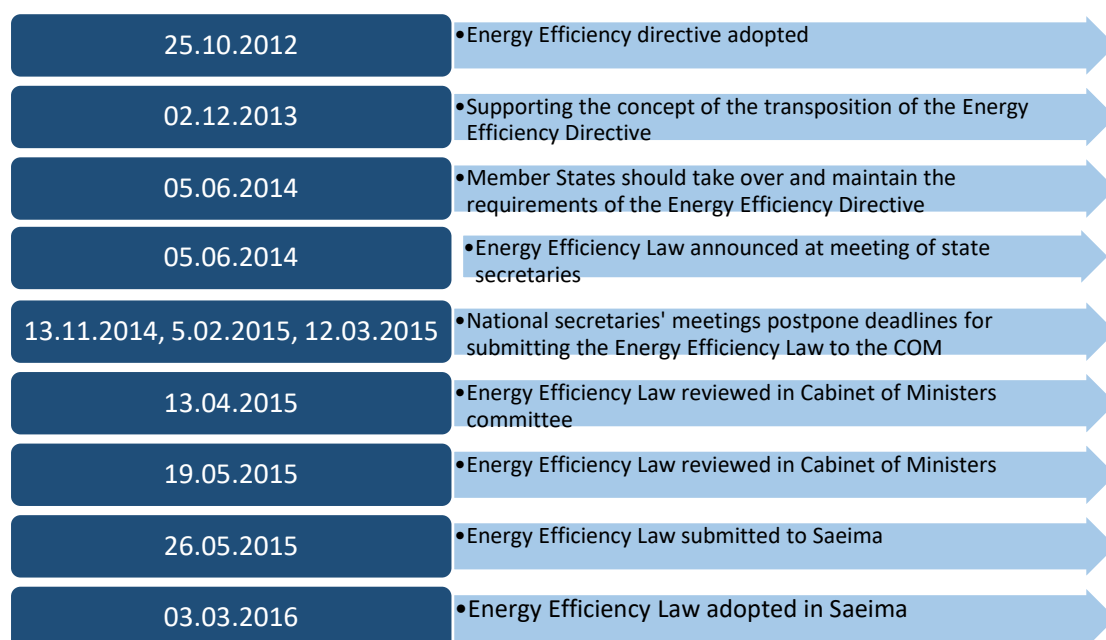 25.10.2012
•Energy Efficiency directive adopted
02.12.2013
•Supporting the concept of the transposition of the Energy
Efficiency Directive
05.06.2014
•Member States should take over and maintain the
requirements of the Energy Efficiency Directive
05.06.2014
•Energy Efficiency Law announced at meeting of state
secretaries
13.11.2014, 5.02.2015, 12.03.2015
•National secretaries' meetings postpone deadlines for
submitting the Energy Efficiency Law to the COM
13.04.2015
•Energy Efficiency Law reviewed in Cabinet of Ministers
committee
19.05.2015
•Energy Efficiency Law reviewed in Cabinet of Ministers
26.05.2015
•Energy Efficiency Law submitted to Saeima
03.03.2016
•Energy Efficiency Law adopted in Saeima